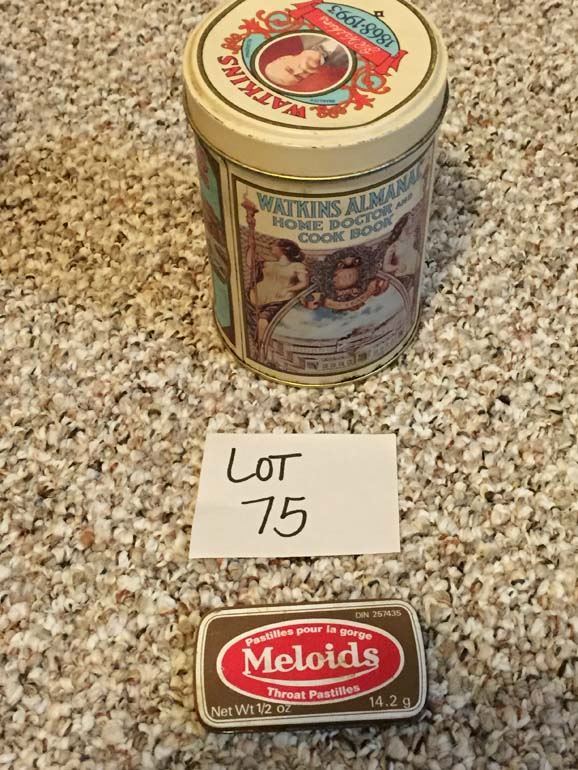 1868-1993
WATKINS
WATKINS ALMANAC
HOME DOCTOR AND
COOK BOOK
LOT
75
DIN 257435
Pastilles pour la gorge
Meloids
Throat Pastilles
Net Wt 1/2 oz
14.2 g